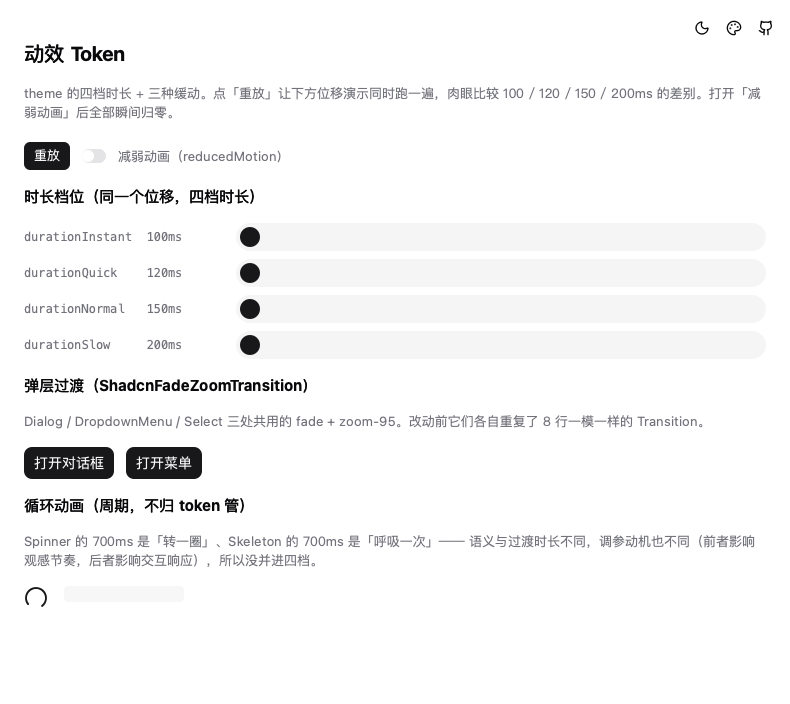 动效 Token
theme 的四档时长 + 三种缓动。点「重放」让下方位移演示同时跑一遍，肉眼比较 100 / 120 / 150 / 200ms 的差别。打开「减
弱动画」后全部瞬间归零。
重放 减弱动画（reducedMotion）
时长档位（同一个位移，四档时长）
durationInstant 100ms
durationQuick 120ms
durationNormal 150ms
durationSlow 200ms
弹层过渡（ShadcnFadeZoomTransition）
Dialog / DropdownMenu / Select 三处共用的 fade + zoom-95。改动前它们各自重复了 8 行一模一样的 Transition。
打开对话框 打开菜单
循环动画（周期，不归 token 管）
Spinner 的 700ms 是「转一圈」、Skeleton 的 700ms 是「呼吸一次」—— 语义与过渡时长不同，调参动机也不同（前者影响
观感节奏，后者影响交互响应），所以没并进四档。